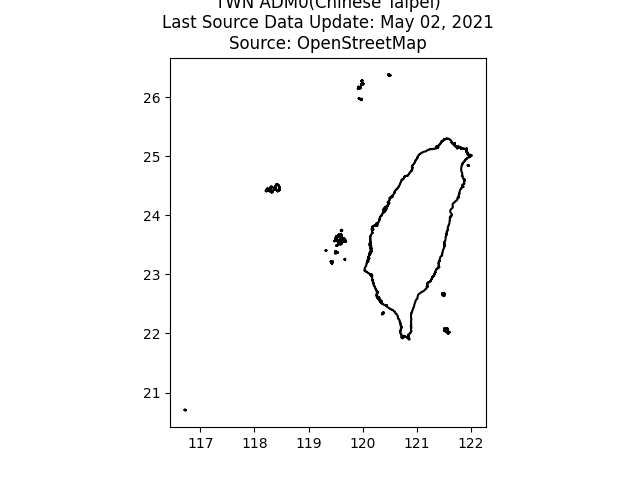 TWN ADM0(Chinese Taipei)
Last Source Data Update: May 02, 2021
Source: OpenStreetMap
26
25
24
23
22
21
117 118 119 120 121 122